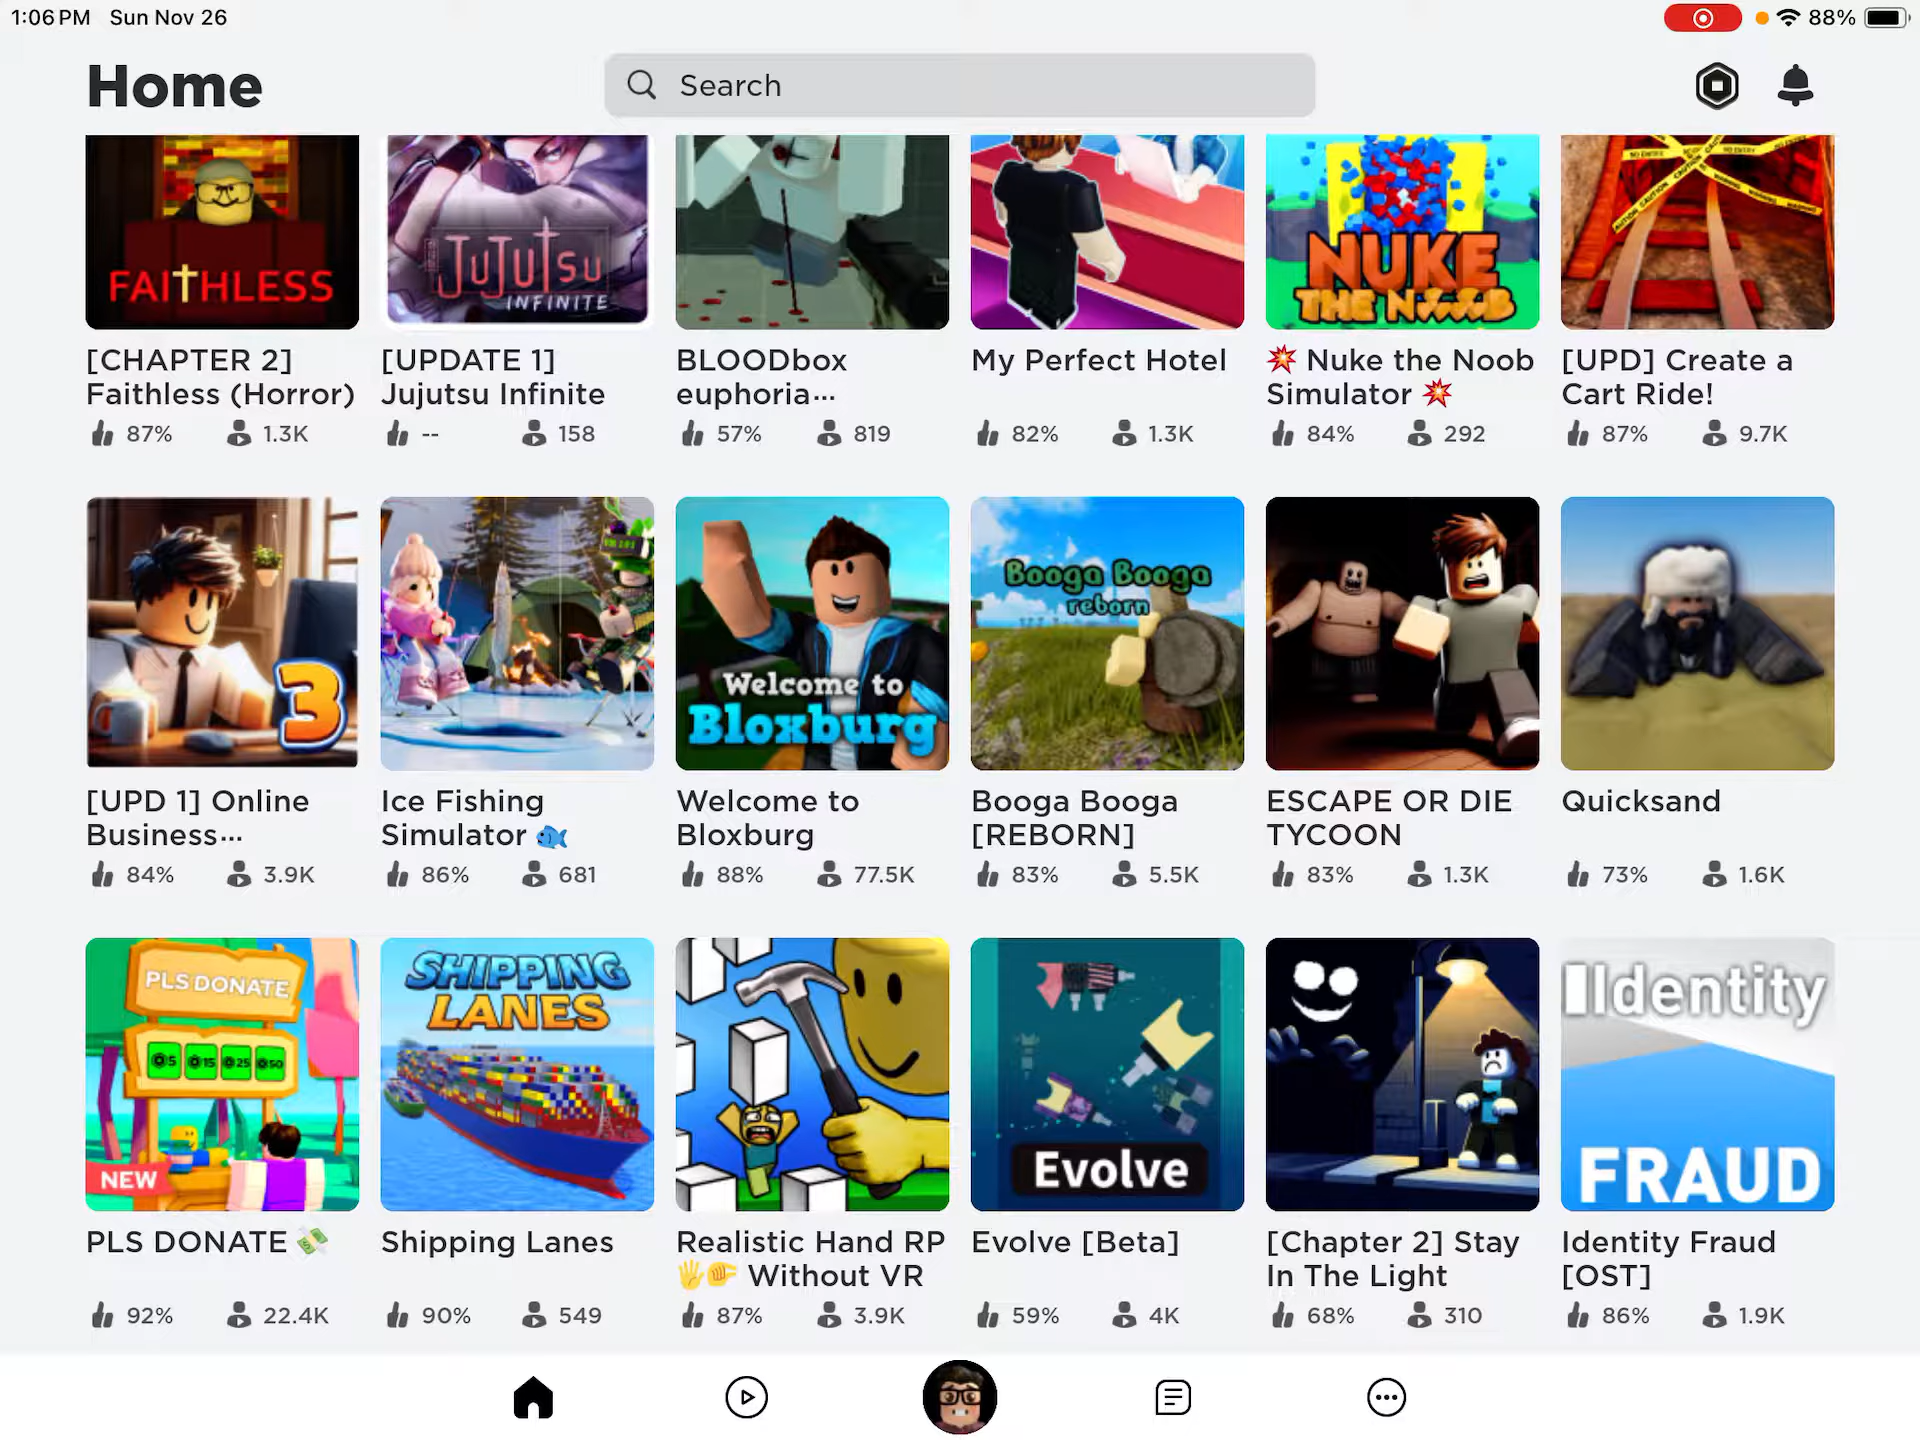 1:06 PM Sun Nov 26
88%
Home
Search
FAITHLESS
JUJUTSU
INFINITE
NUKE
THE NOOOB
[CHAPTER 2]
Faithless (Horror)
87% 1.3K
[UPDATE 1]
Jujutsu Infinite
-- 158
BLOODbox
euphoria...
57% 819
My Perfect Hotel
82% 1.3K
💥 Nuke the Noob
Simulator 💥
84% 292
[UPD] Create a
Cart Ride!
87% 9.7K
3
Welcome to
Bloxburg
Booga Booga
reborn
[UPD 1] Online
Business...
84% 3.9K
Ice Fishing
Simulator 🐟
86% 681
Welcome to
Bloxburg
88% 77.5K
Booga Booga
[REBORN]
83% 5.5K
ESCAPE OR DIE
TYCOON
83% 1.3K
Quicksand
73% 1.6K
PLS DONATE
5 15 25 50
NEW
SHIPPING
LANES
Evolve
Identity
FRAUD
PLS DONATE 💸
92% 22.4K
Shipping Lanes
90% 549
Realistic Hand RP
🖐️🤏 Without VR
87% 3.9K
Evolve [Beta]
59% 4K
[Chapter 2] Stay
In The Light
68% 310
Identity Fraud
[OST]
86% 1.9K